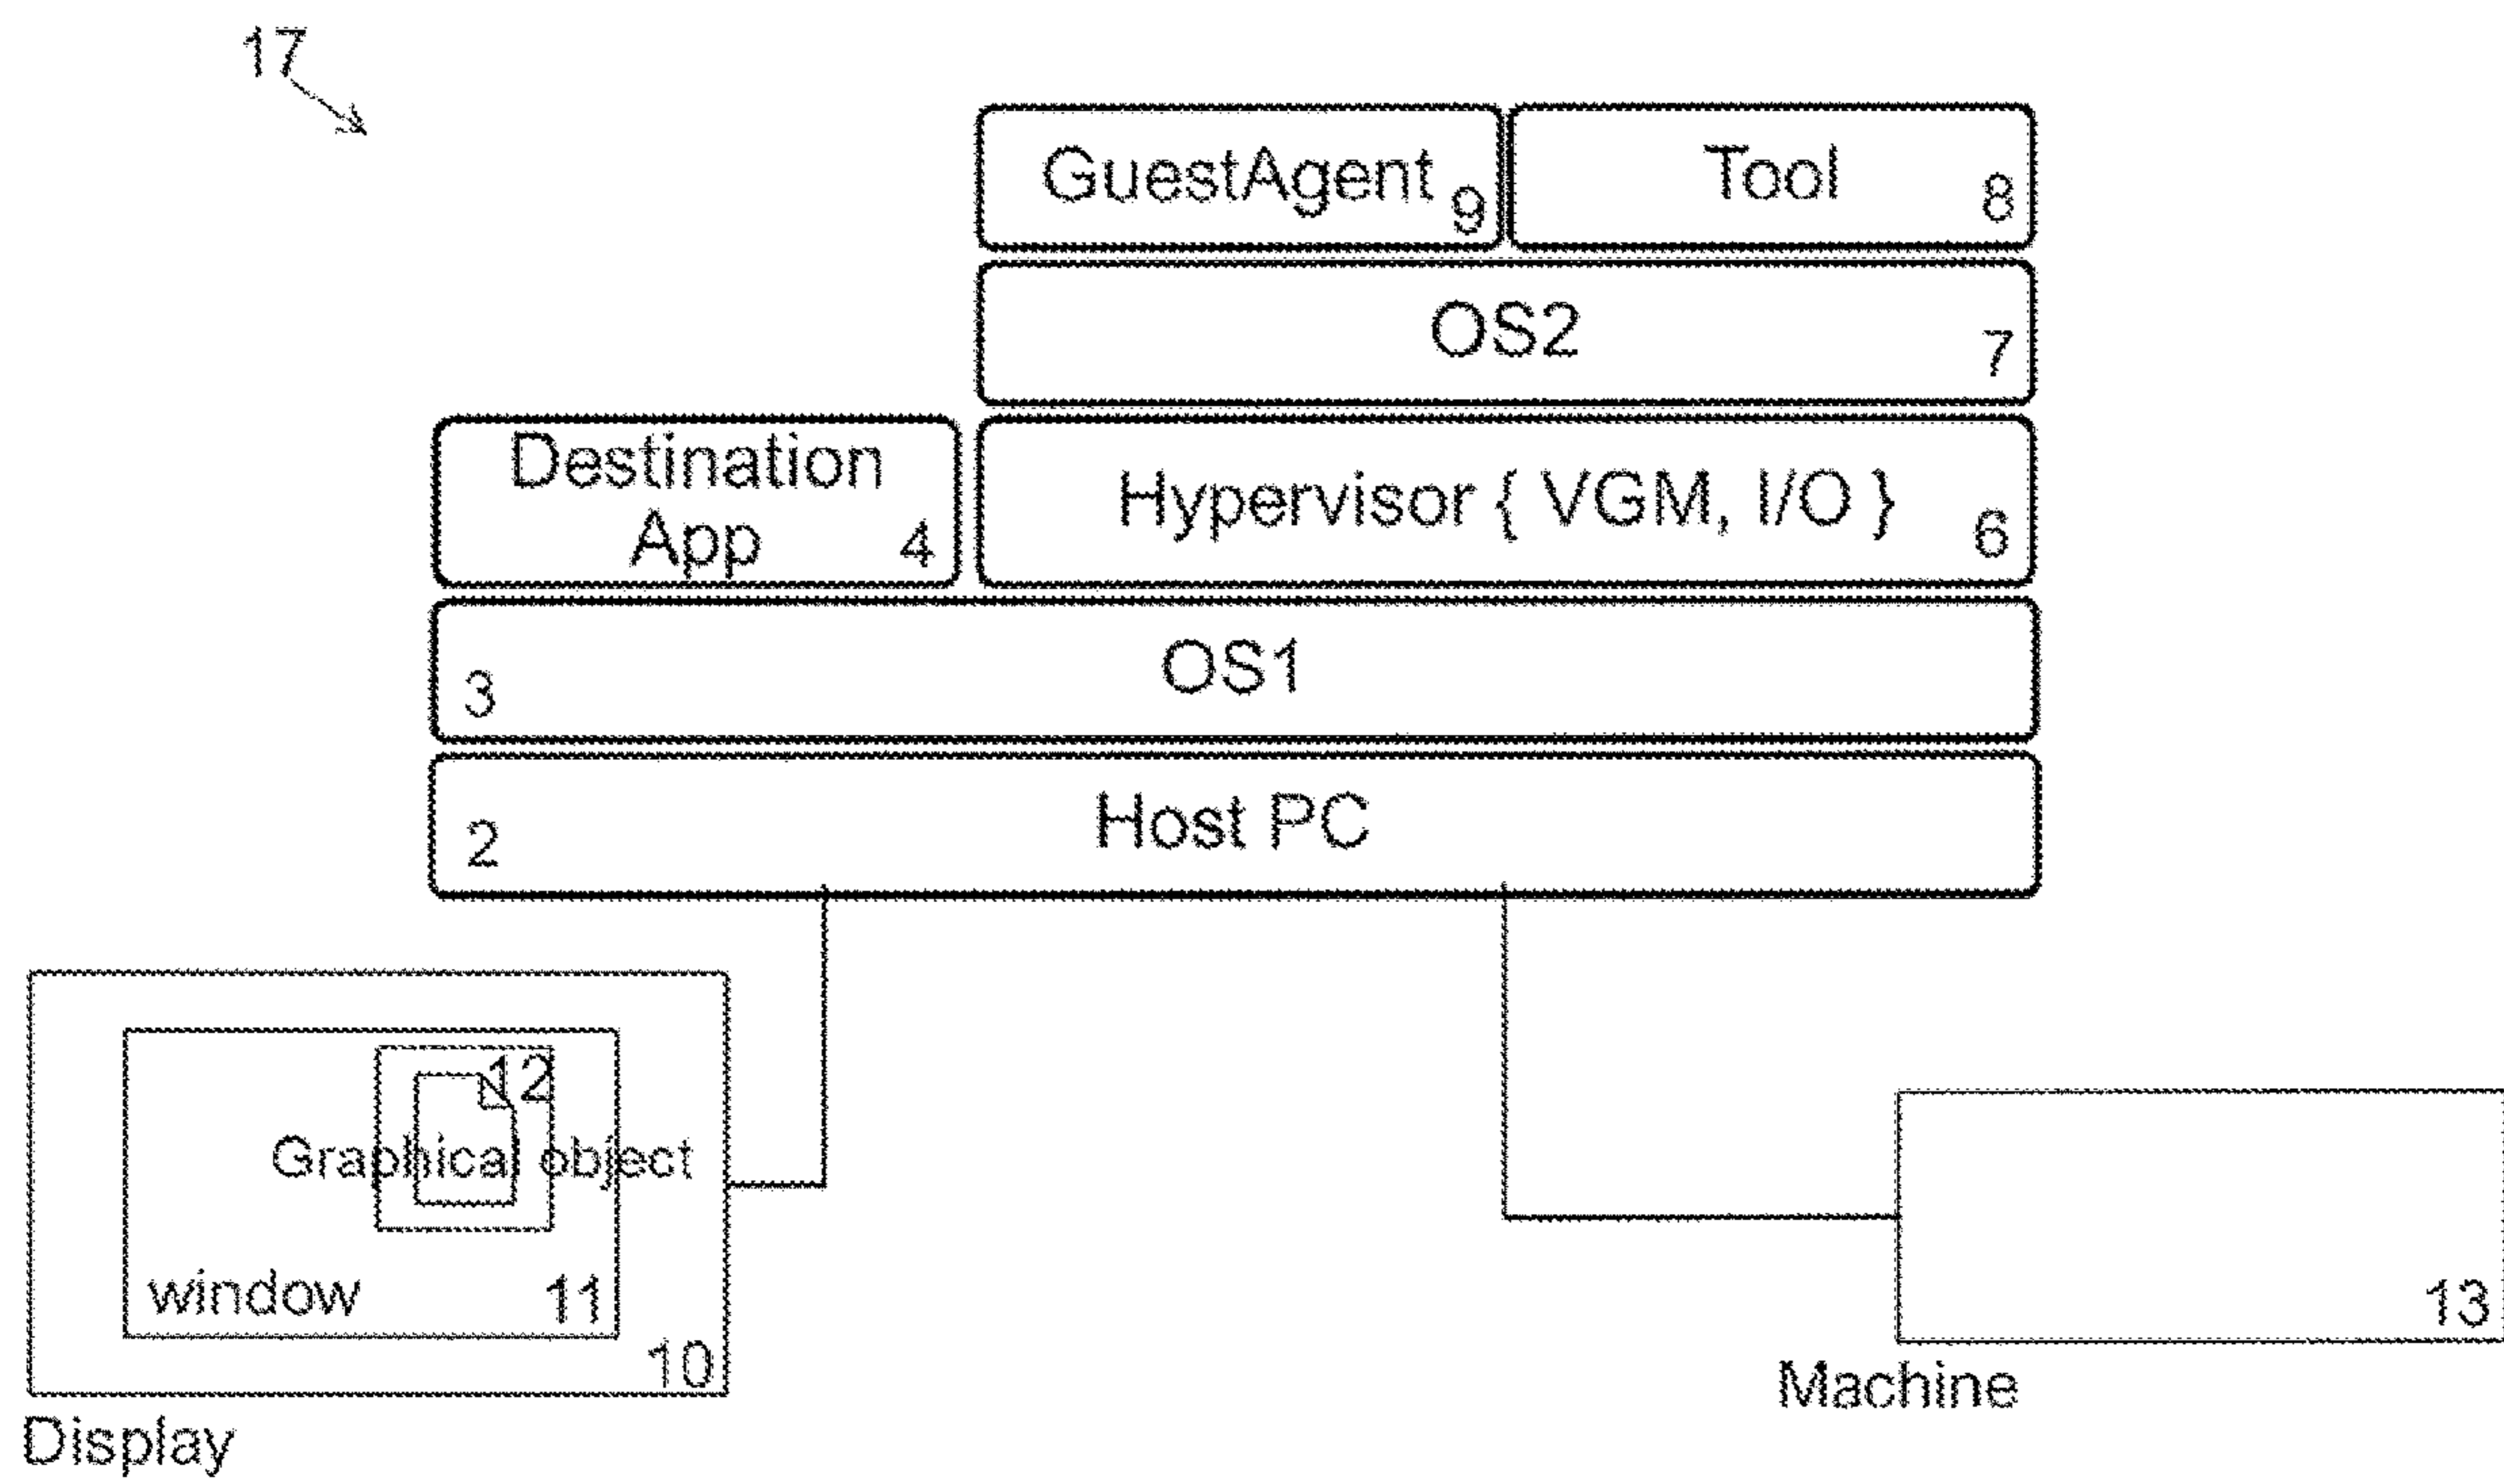 17
GuestAgent 9
Tool 8
OS2 7
Destination
App 4
Hypervisor { VGM, I/O } 6
3 OS1
2 Host PC
12
Graphical object
window 11
10
Display
13
Machine